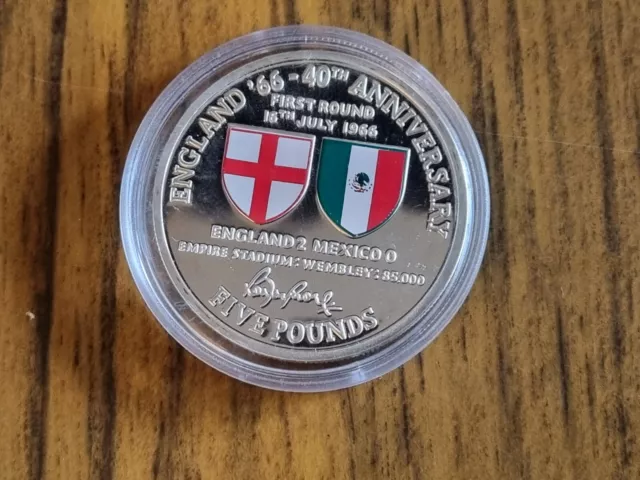 ENGLAND '66 - 40TH ANNIVERSARY
FIRST ROUND
16TH JULY 1966
ENGLAND 2 MEXICO 0
EMPIRE STADIUM: WEMBLEY: 85.000
FIVE POUNDS